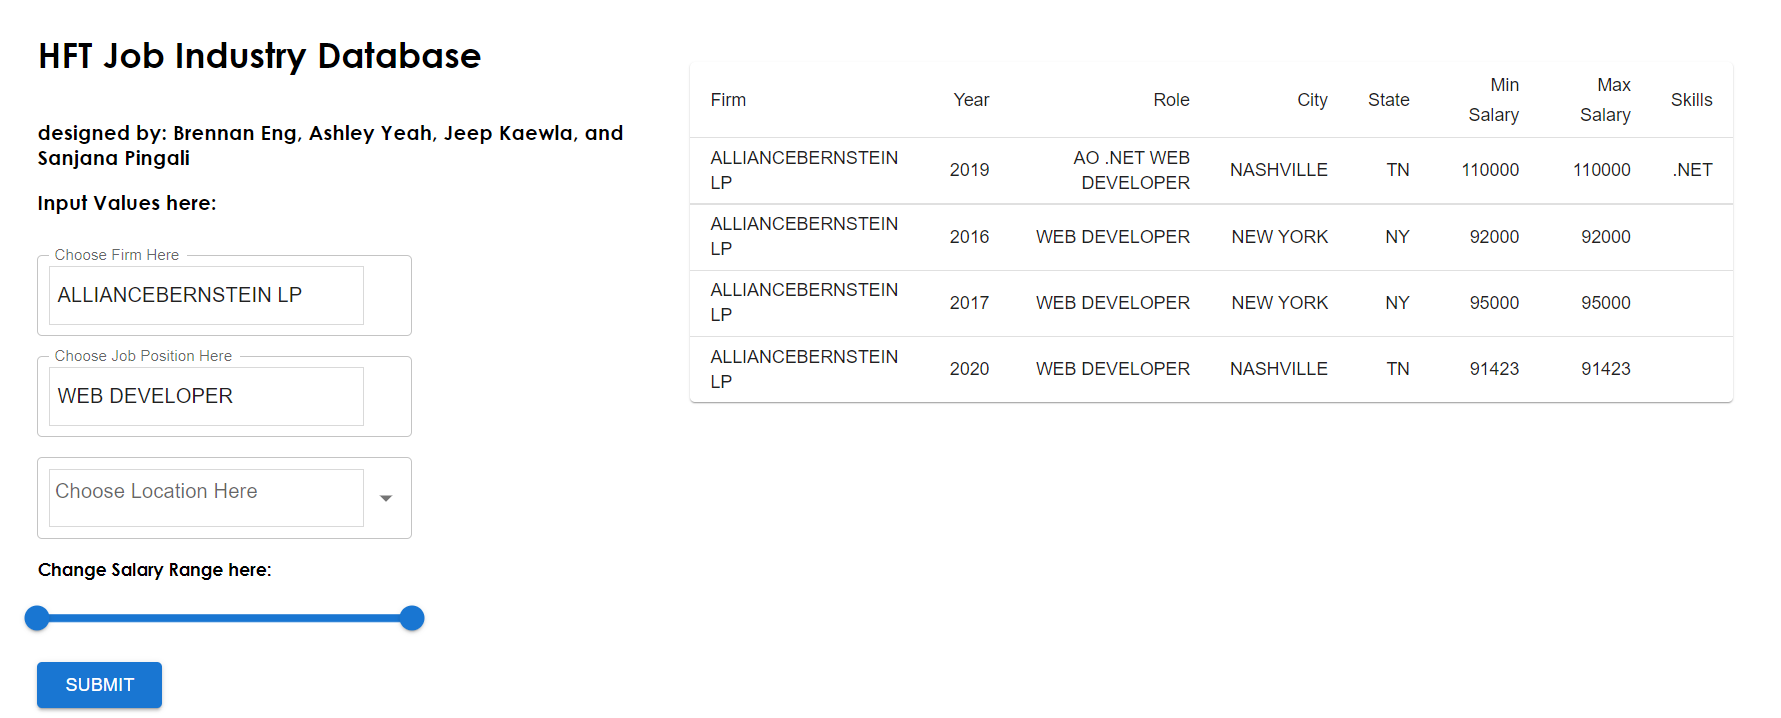 HFT Job Industry Database
designed by: Brennan Eng, Ashley Yeah, Jeep Kaewla, and
Sanjana Pingali
Input Values here:
Choose Firm Here
ALLIANCEBERNSTEIN LP
Choose Job Position Here
WEB DEVELOPER
Choose Location Here
Change Salary Range here:
SUBMIT
Firm Year Role City State Min Salary Max Salary Skills
ALLIANCEBERNSTEIN LP 2019 AO .NET WEB DEVELOPER NASHVILLE TN 110000 110000 .NET
ALLIANCEBERNSTEIN LP 2016 WEB DEVELOPER NEW YORK NY 92000 92000
ALLIANCEBERNSTEIN LP 2017 WEB DEVELOPER NEW YORK NY 95000 95000
ALLIANCEBERNSTEIN LP 2020 WEB DEVELOPER NASHVILLE TN 91423 91423